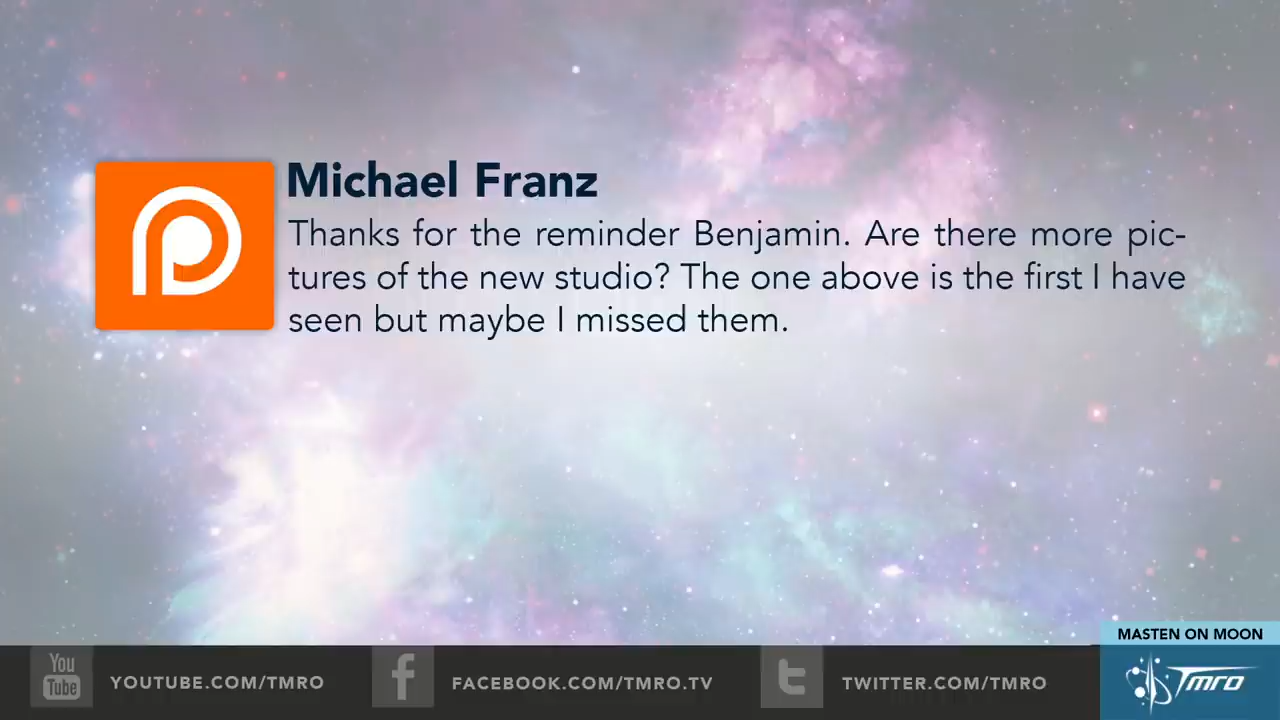 Michael Franz
Thanks for the reminder Benjamin. Are there more pic-
tures of the new studio? The one above is the first I have
seen but maybe I missed them.
MASTEN ON MOON
You
Tube
YOUTUBE.COM/TMRO
f
FACEBOOK.COM/TMRO.TV
t
TWITTER.COM/TMRO
Tmro